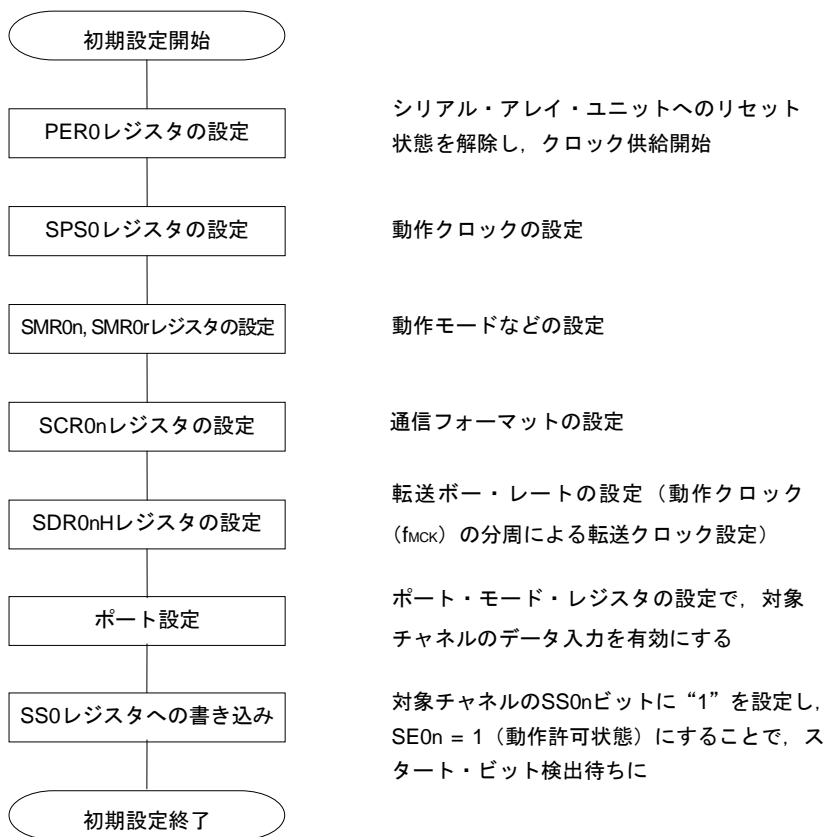 初期設定開始
PER0レジスタの設定
シリアル・アレイ・ユニットへのリセット
状態を解除し，クロック供給開始
SPS0レジスタの設定
動作クロックの設定
SMR0n, SMR0rレジスタの設定
動作モードなどの設定
SCR0nレジスタの設定
通信フォーマットの設定
SDR0nHレジスタの設定
転送ボー・レートの設定（動作クロック
（fMCK）の分周による転送クロック設定）
ポート設定
ポート・モード・レジスタの設定で，対象
チャネルのデータ入力を有効にする
SS0レジスタへの書き込み
対象チャネルのSS0nビットに“1”を設定し，
SE0n = 1（動作許可状態）にすることで，ス
タート・ビット検出待ちに
初期設定終了